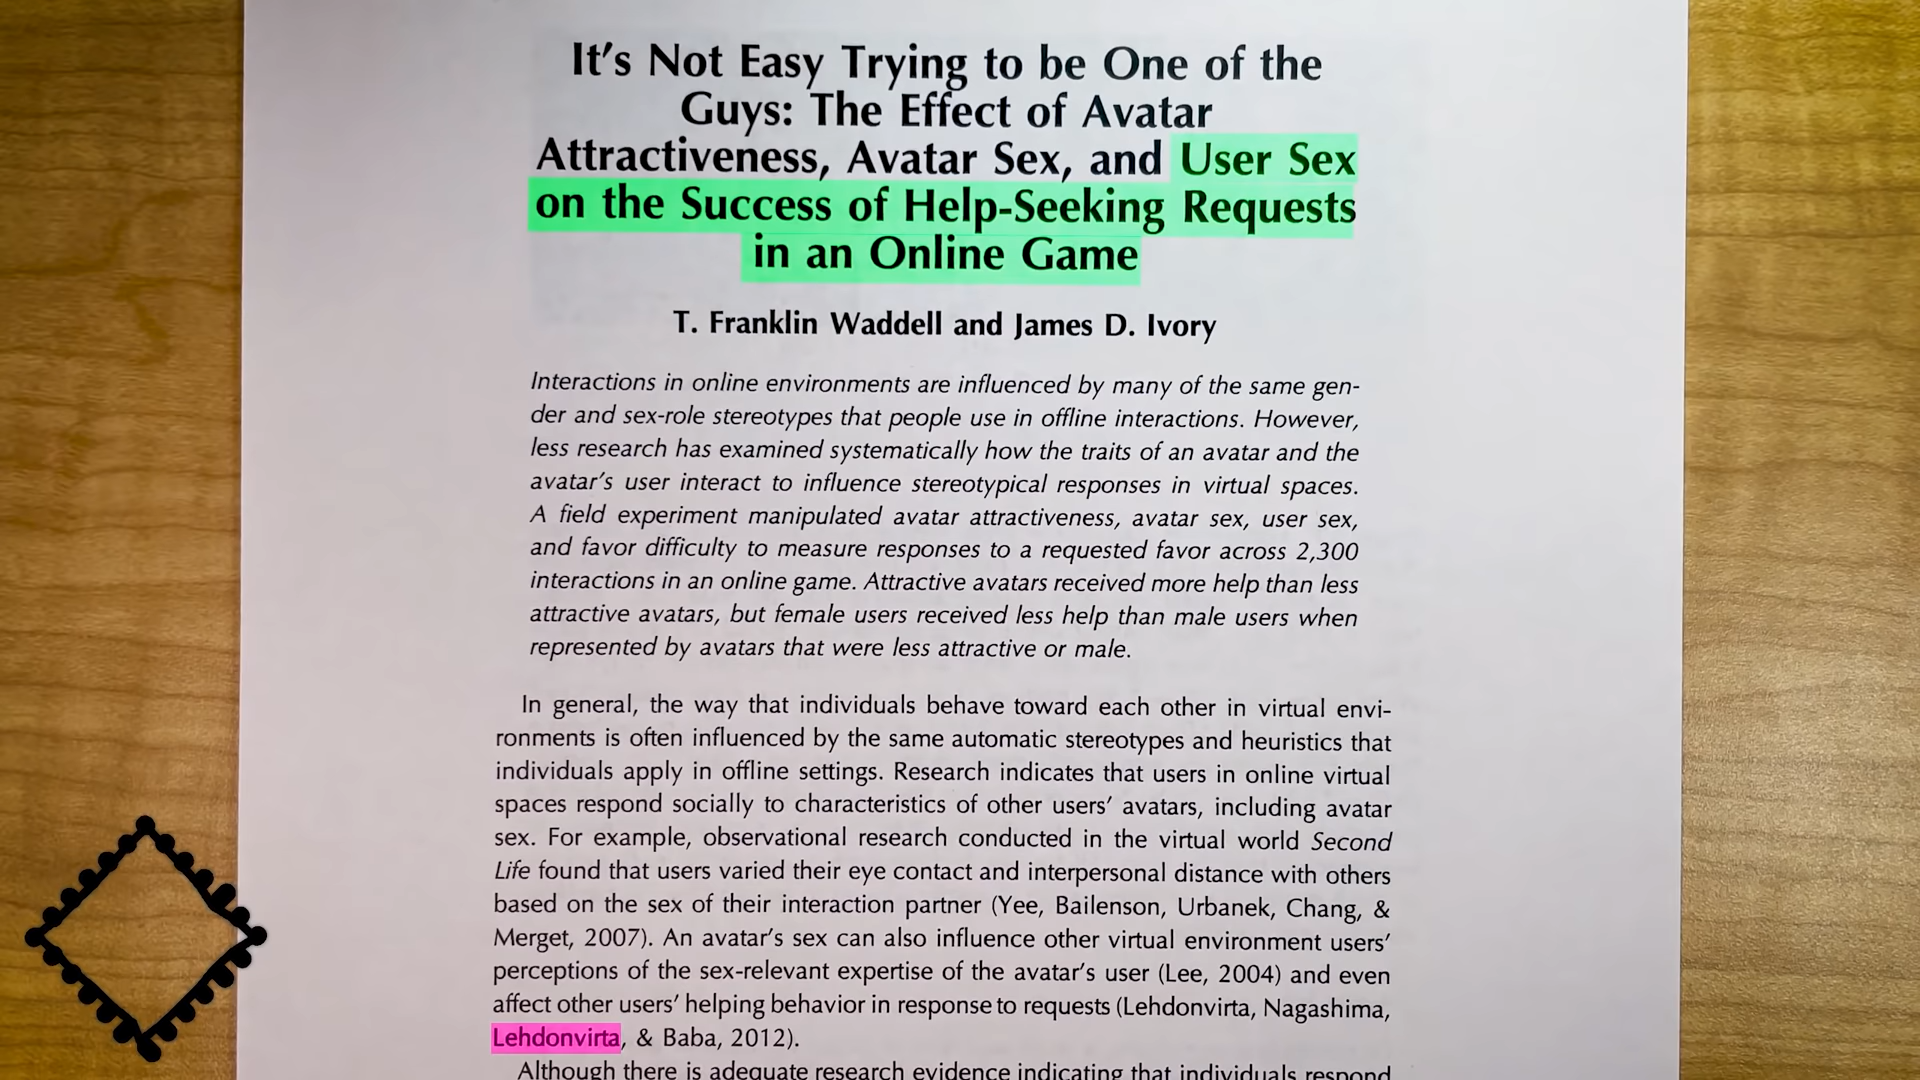 It's Not Easy Trying to be One of the
Guys: The Effect of Avatar
Attractiveness, Avatar Sex, and User Sex
on the Success of Help-Seeking Requests
in an Online Game
T. Franklin Waddell and James D. Ivory
Interactions in online environments are influenced by many of the same gen-
der and sex-role stereotypes that people use in offline interactions. However,
less research has examined systematically how the traits of an avatar and the
avatar's user interact to influence stereotypical responses in virtual spaces.
A field experiment manipulated avatar attractiveness, avatar sex, user sex,
and favor difficulty to measure responses to a requested favor across 2,300
interactions in an online game. Attractive avatars received more help than less
attractive avatars, but female users received less help than male users when
represented by avatars that were less attractive or male.
In general, the way that individuals behave toward each other in virtual envi-
ronments is often influenced by the same automatic stereotypes and heuristics that
individuals apply in offline settings. Research indicates that users in online virtual
spaces respond socially to characteristics of other users' avatars, including avatar
sex. For example, observational research conducted in the virtual world Second
Life found that users varied their eye contact and interpersonal distance with others
based on the sex of their interaction partner (Yee, Bailenson, Urbanek, Chang, &
Merget, 2007). An avatar's sex can also influence other virtual environment users'
perceptions of the sex-relevant expertise of the avatar's user (Lee, 2004) and even
affect other users' helping behavior in response to requests (Lehdonvirta, Nagashima,
Lehdonvirta, & Baba, 2012).
Although there is adequate research evidence indicating that individuals respond